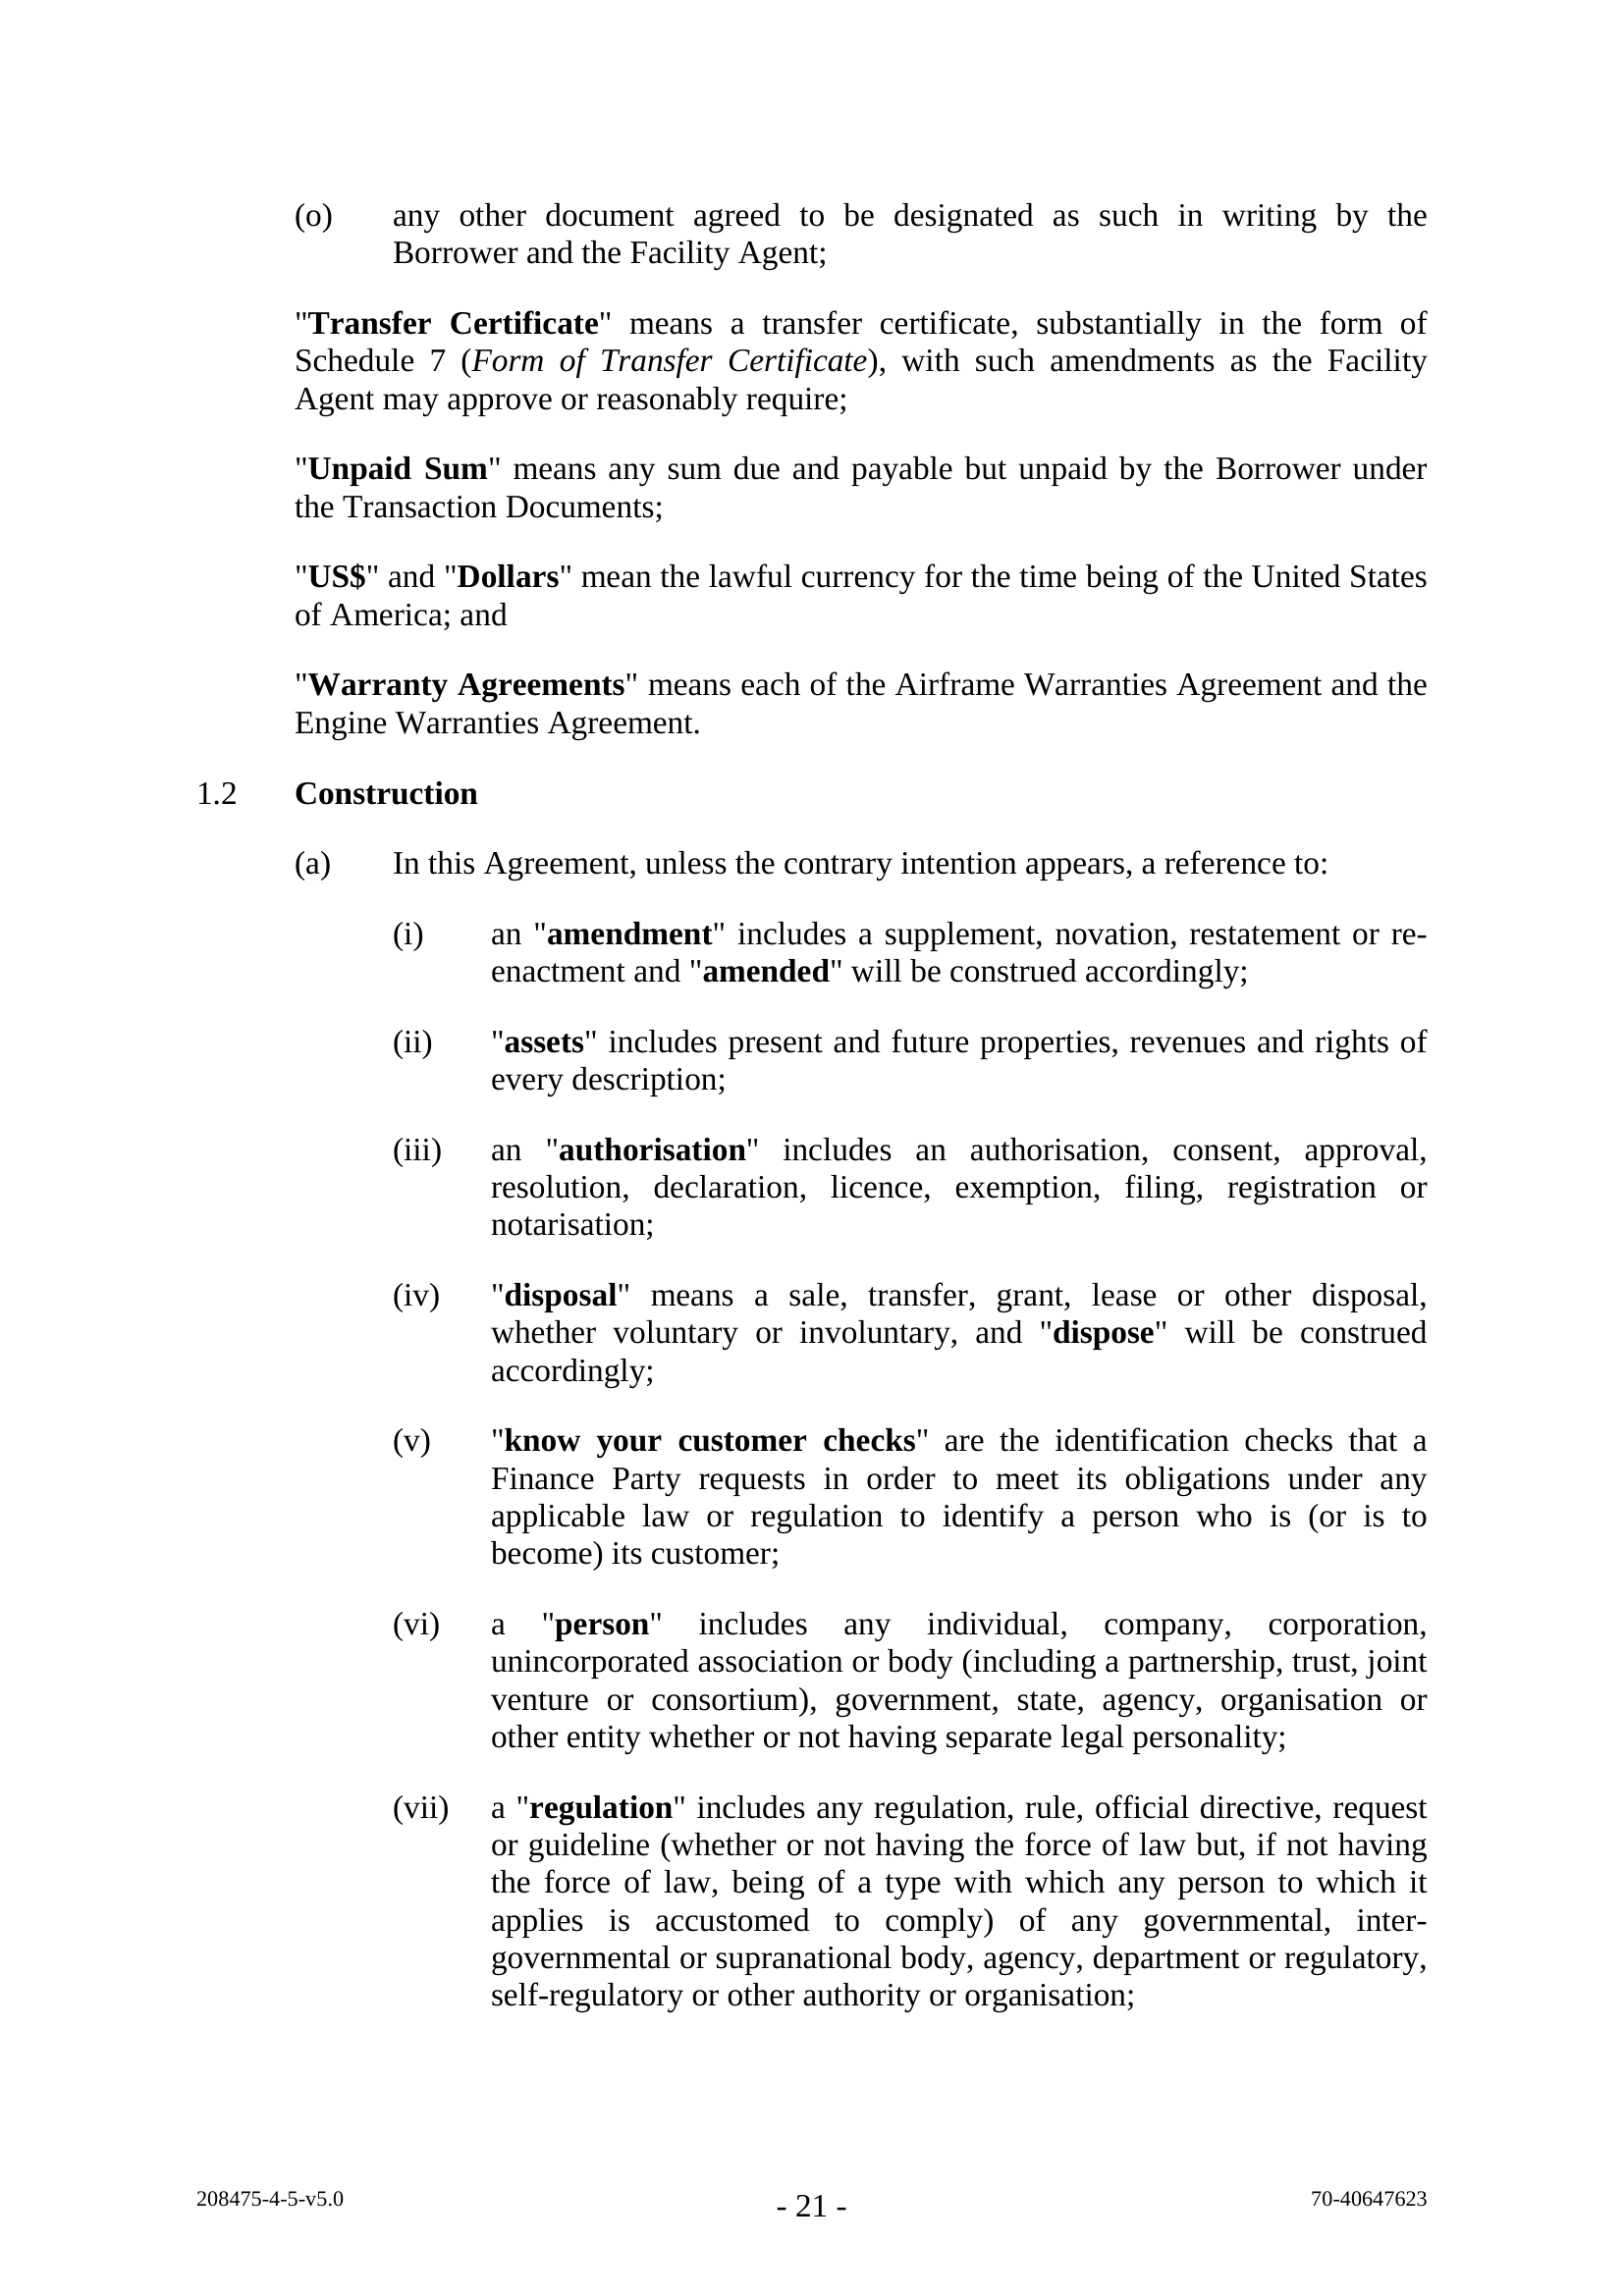 (o) any other document agreed to be designated as such in writing by the
Borrower and the Facility Agent;
"Transfer Certificate" means a transfer certificate, substantially in the form of
Schedule 7 (Form of Transfer Certificate), with such amendments as the Facility
Agent may approve or reasonably require;
"Unpaid Sum" means any sum due and payable but unpaid by the Borrower under
the Transaction Documents;
"US$" and "Dollars" mean the lawful currency for the time being of the United States
of America; and
"Warranty Agreements" means each of the Airframe Warranties Agreement and the
Engine Warranties Agreement.
1.2 Construction
(a) In this Agreement, unless the contrary intention appears, a reference to:
(i) an "amendment" includes a supplement, novation, restatement or re-
enactment and "amended" will be construed accordingly;
(ii) "assets" includes present and future properties, revenues and rights of
every description;
(iii) an "authorisation" includes an authorisation, consent, approval,
resolution, declaration, licence, exemption, filing, registration or
notarisation;
(iv) "disposal" means a sale, transfer, grant, lease or other disposal,
whether voluntary or involuntary, and "dispose" will be construed
accordingly;
(v) "know your customer checks" are the identification checks that a
Finance Party requests in order to meet its obligations under any
applicable law or regulation to identify a person who is (or is to
become) its customer;
(vi) a "person" includes any individual, company, corporation,
unincorporated association or body (including a partnership, trust, joint
venture or consortium), government, state, agency, organisation or
other entity whether or not having separate legal personality;
(vii) a "regulation" includes any regulation, rule, official directive, request
or guideline (whether or not having the force of law but, if not having
the force of law, being of a type with which any person to which it
applies is accustomed to comply) of any governmental, inter-
governmental or supranational body, agency, department or regulatory,
self-regulatory or other authority or organisation;
208475-4-5-v5.0 - 21 - 70-40647623